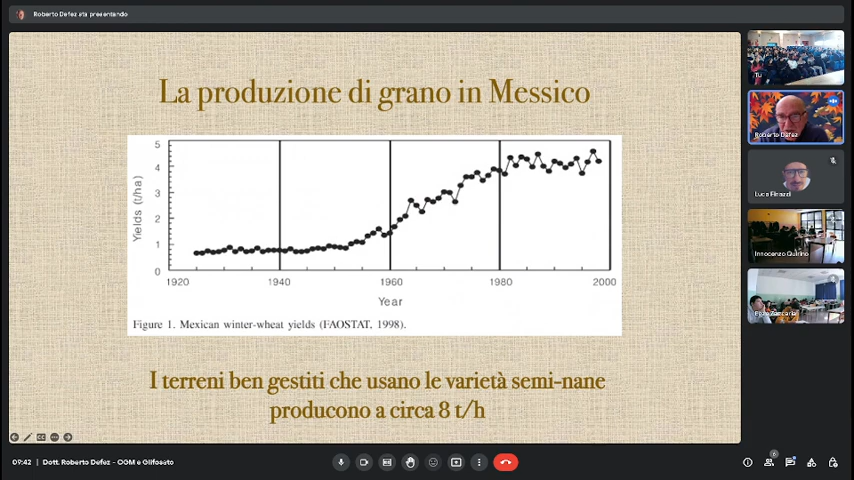 Roberto Defez sta presentando
La produzione di grano in Messico
Yields (t/ha)
5
4
3
2
1
0
1920
1940
1960
1980
2000
Year
Figure 1. Mexican winter-wheat yields (FAOSTAT, 1998).
I terreni ben gestiti che usano le varietà semi-nane
producono a circa 8 t/h
Tu
Roberto Defez
Innocenzo Quirino
09:42 | Dott. Roberto Defez - OGM e Glifosato
6